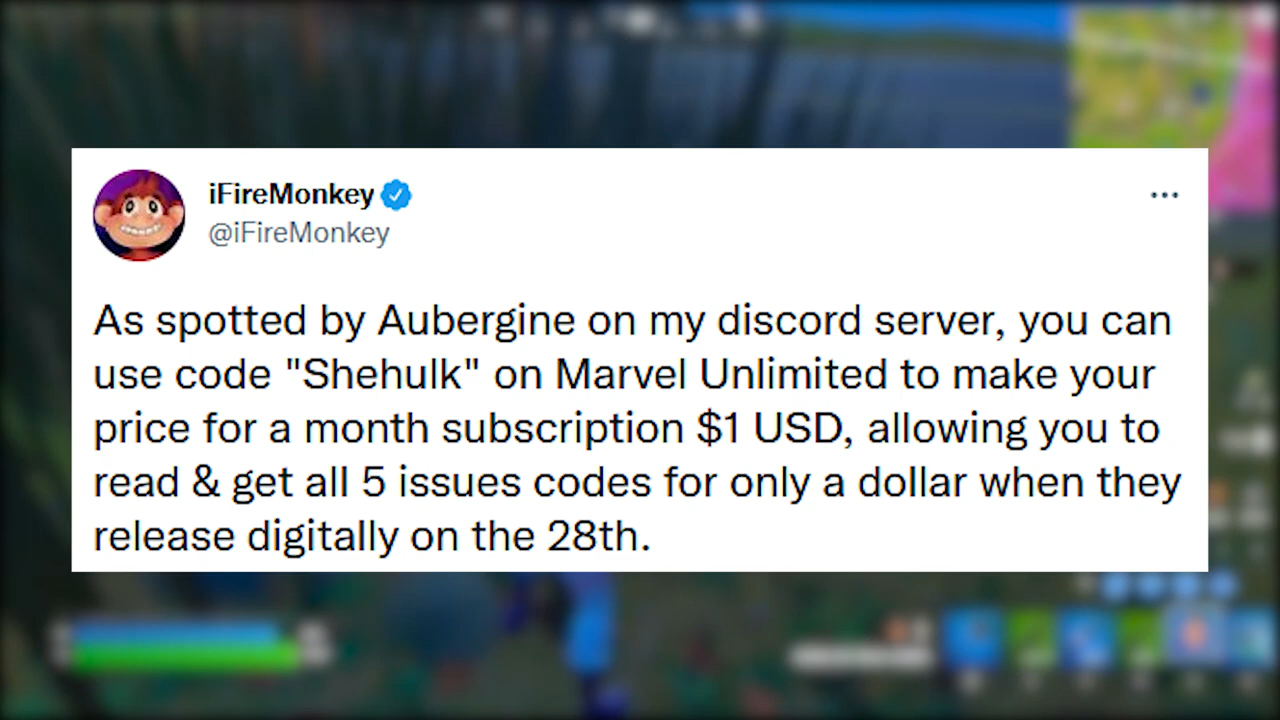 iFireMonkey
@iFireMonkey
As spotted by Aubergine on my discord server, you can
use code "Shehulk" on Marvel Unlimited to make your
price for a month subscription $1 USD, allowing you to
read & get all 5 issues codes for only a dollar when they
release digitally on the 28th.